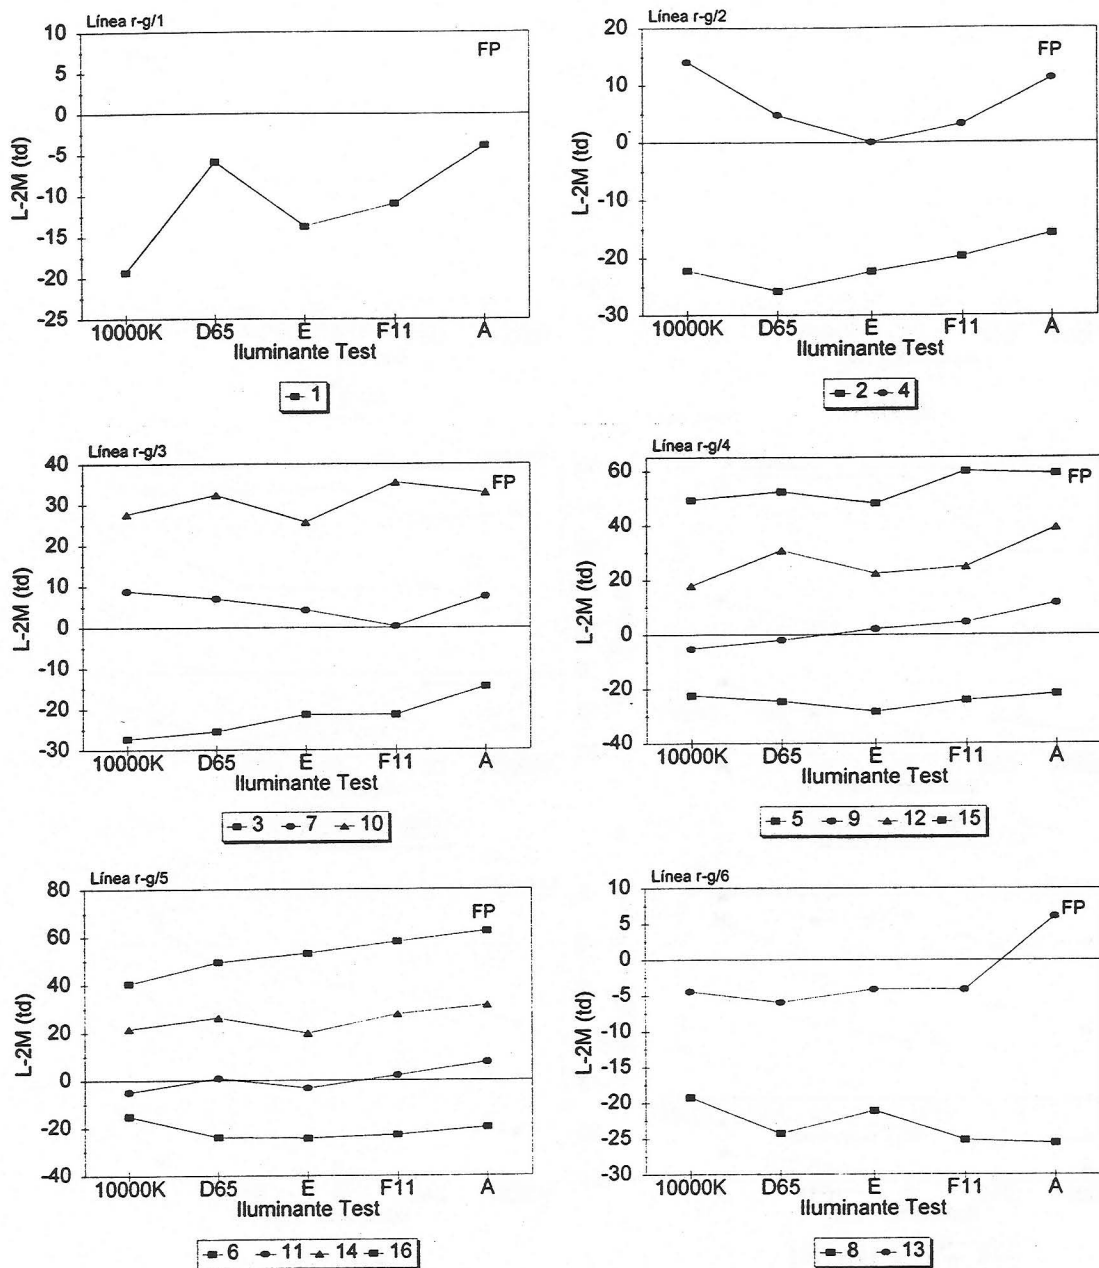 Línea r-g/1
10
5
0
-5
-10
-15
-20
-25
L-2M (td)
FP
10000K D65 E F11 A
Iluminante Test
1
Línea r-g/2
20
10
0
-10
-20
-30
L-2M (td)
FP
10000K D65 E F11 A
Iluminante Test
2 4
Línea r-g/3
40
30
20
10
0
-10
-20
-30
L-2M (td)
FP
10000K D65 E F11 A
Iluminante Test
3 7 10
Línea r-g/4
60
40
20
0
-20
-40
L-2M (td)
FP
10000K D65 E F11 A
Iluminante Test
5 9 12 15
Línea r-g/5
80
60
40
20
0
-20
-40
L-2M (td)
FP
10000K D65 E F11 A
Iluminante Test
6 11 14 16
Línea r-g/6
10
5
0
-5
-10
-15
-20
-25
-30
L-2M (td)
FP
10000K D65 E F11 A
Iluminante Test
8 13